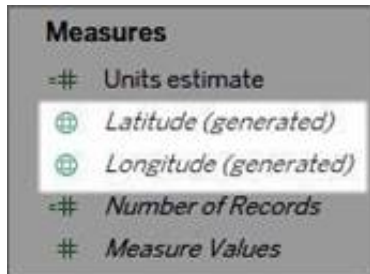 Measures
=# Units estimate
Latitude (generated)
Longitude (generated)
=# Number of Records
# Measure Values